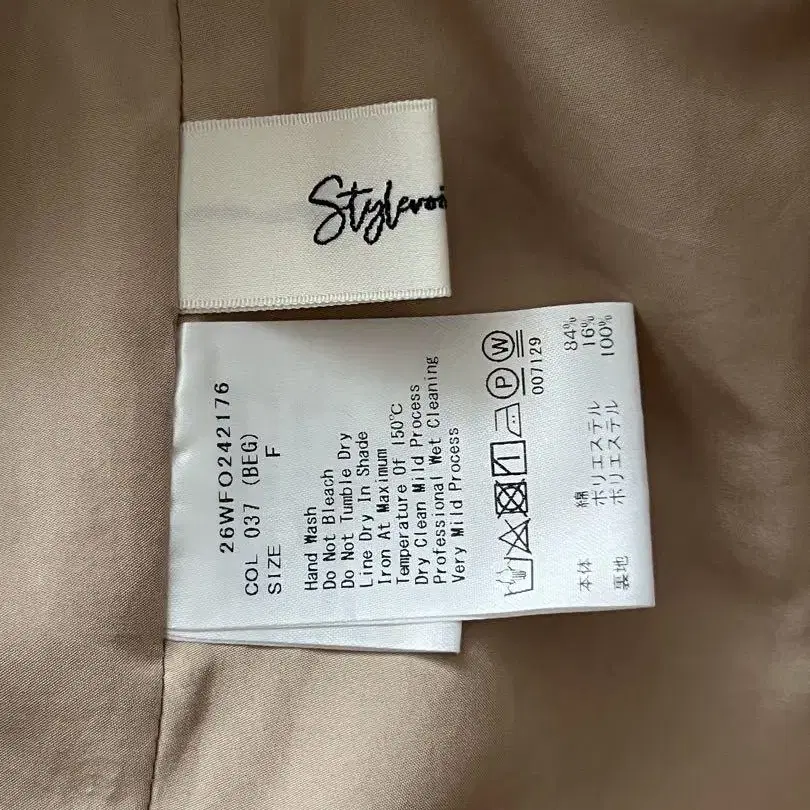 26WFO242176
COL 037 (BEG)
SIZE F
Hand Wash
Do Not Bleach
Do Not Tumble Dry
Line Dry In Shade
Iron At Maximum
Temperature Of 150℃
Dry Clean Mild Process
Professional Wet Cleaning
Very Mild Process
P W
007129
本体 綿 84%
ポリエステル 16%
裏地 ポリエステル 100%